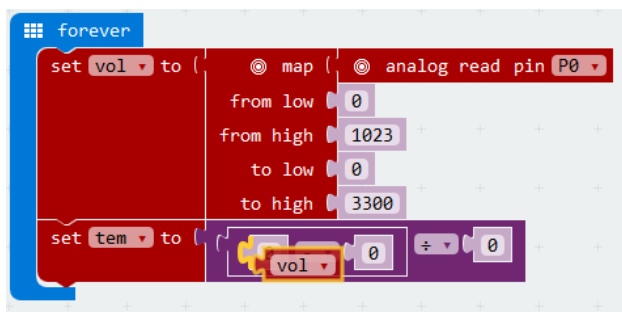 forever
set vol to map analog read pin P0
from low 0
from high 1023
to low 0
to high 3300
set tem to vol 0 ÷ 0